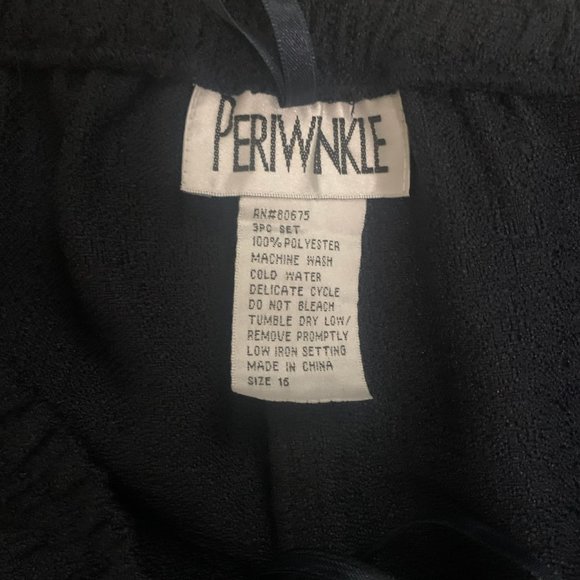 PERIWNKLE
RN#80675
3PC SET
100% POLYESTER
MACHINE WASH
COLD WATER
DELICATE CYCLE
DO NOT BLEACH
TUMBLE DRY LOW/
REMOVE PROMPTLY
LOW IRON SETTING
MADE IN CHINA
SIZE 16